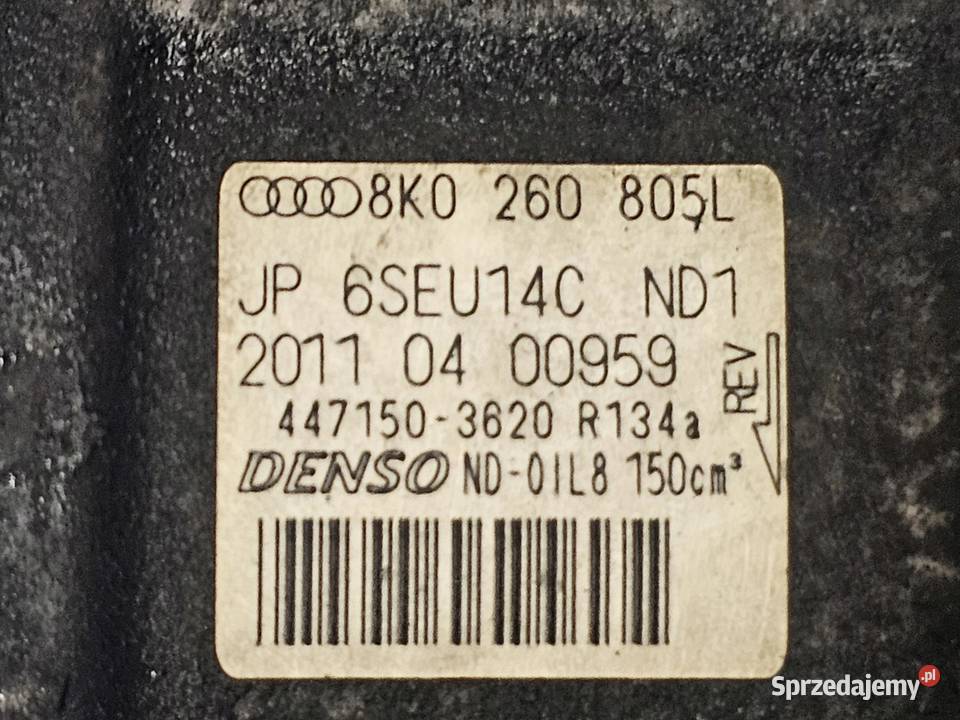 8K0 260 805L
JP 6SEU14C ND1
2011 04 00959
REV
447150-3620 R134a
DENSO ND-OIL8 150cm³
Sprzedajemy.pl